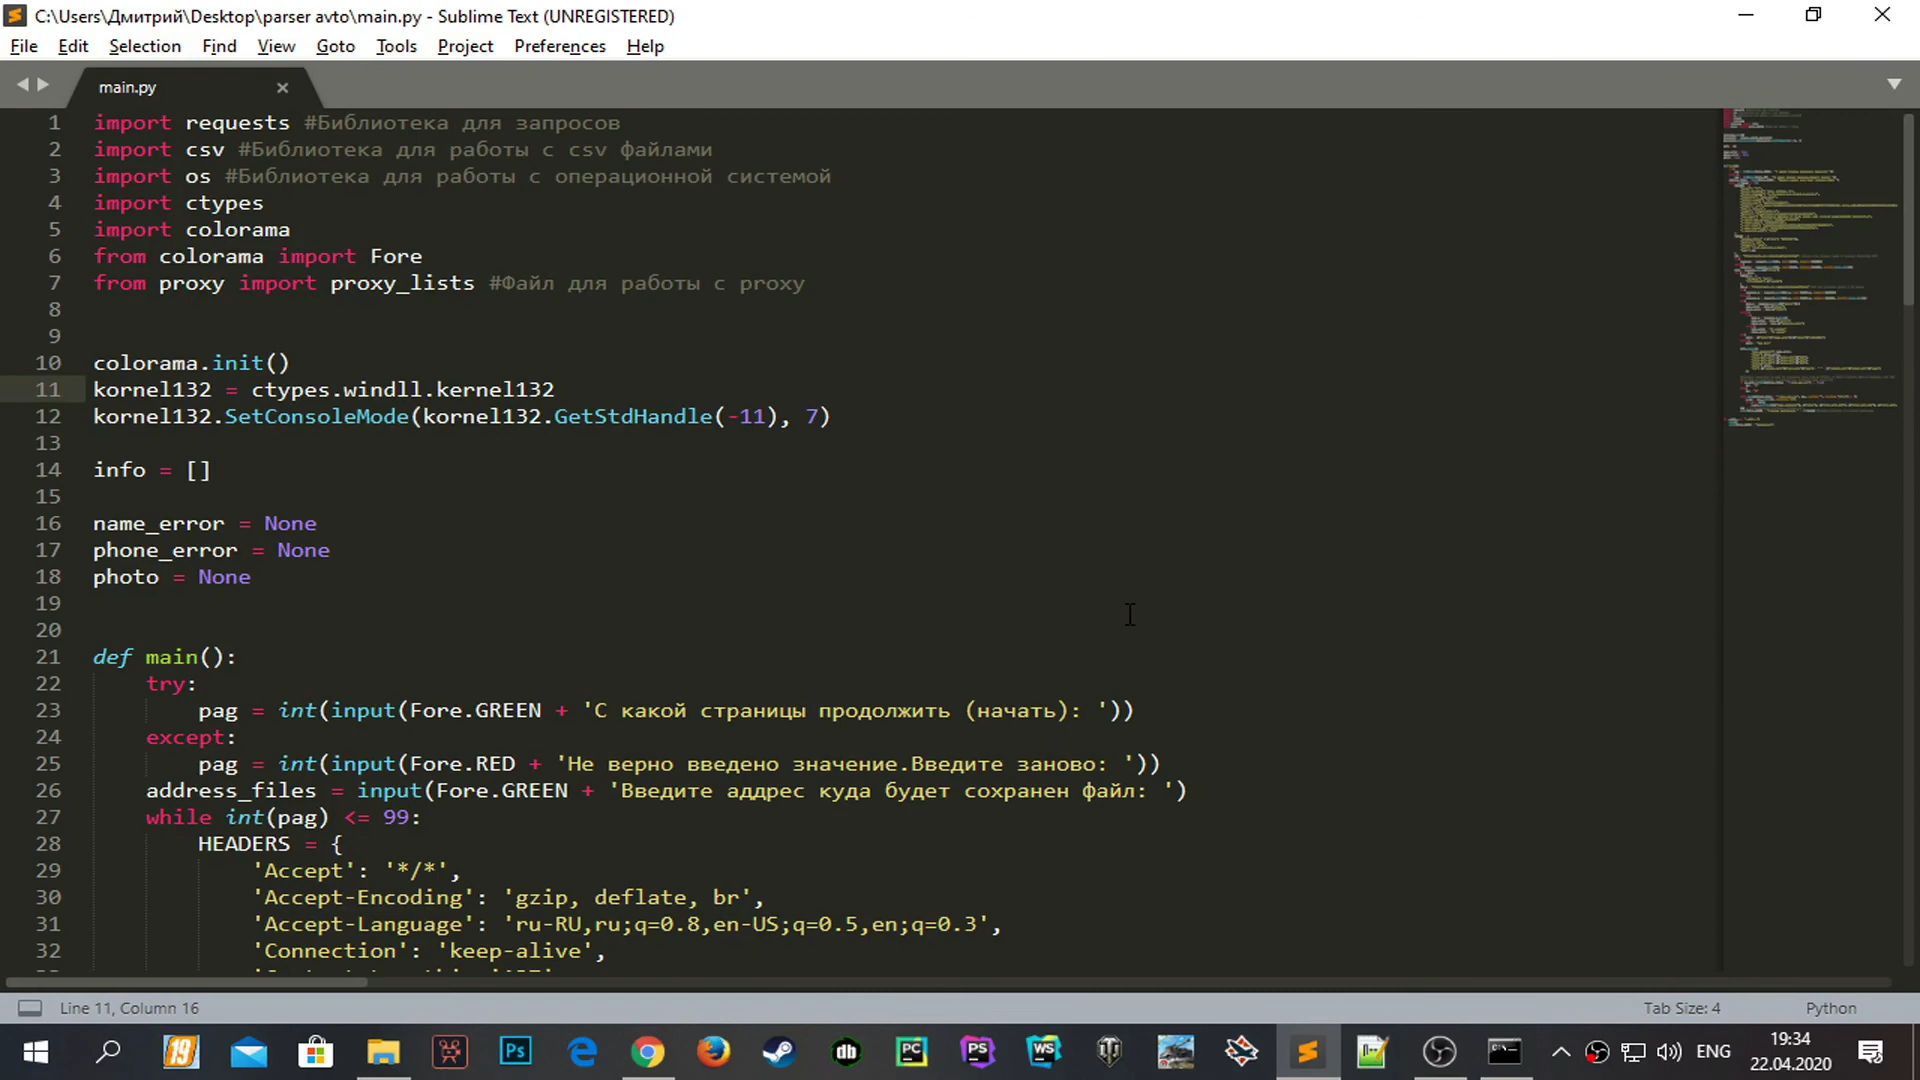 C:\Users\Дмитрий\Desktop\parser avto\main.py - Sublime Text (UNREGISTERED)
File Edit Selection Find View Goto Tools Project Preferences Help
main.py
1 import requests #Библиотека для запросов
2 import csv #Библиотека для работы с csv файлами
3 import os #Библиотека для работы с операционной системой
4 import ctypes
5 import colorama
6 from colorama import Fore
7 from proxy import proxy_lists #Файл для работы с proxy
8
9
10 colorama.init()
11 kornel132 = ctypes.windll.kernel132
12 kornel132.SetConsoleMode(kornel132.GetStdHandle(-11), 7)
13
14 info = []
15
16 name_error = None
17 phone_error = None
18 photo = None
19
20
21 def main():
22 try:
23 pag = int(input(Fore.GREEN + 'С какой страницы продолжить (начать): '))
24 except:
25 pag = int(input(Fore.RED + 'Не верно введено значение.Введите заново: '))
26 address_files = input(Fore.GREEN + 'Введите аддрес куда будет сохранен файл: ')
27 while int(pag) <= 99:
28 HEADERS = {
29 'Accept': '*/*',
30 'Accept-Encoding': 'gzip, deflate, br',
31 'Accept-Language': 'ru-RU,ru;q=0.8,en-US;q=0.5,en;q=0.3',
32 'Connection': 'keep-alive',
Line 11, Column 16 Tab Size: 4 Python
19 Ps db PC PS WS ENG 19:34
22.04.2020